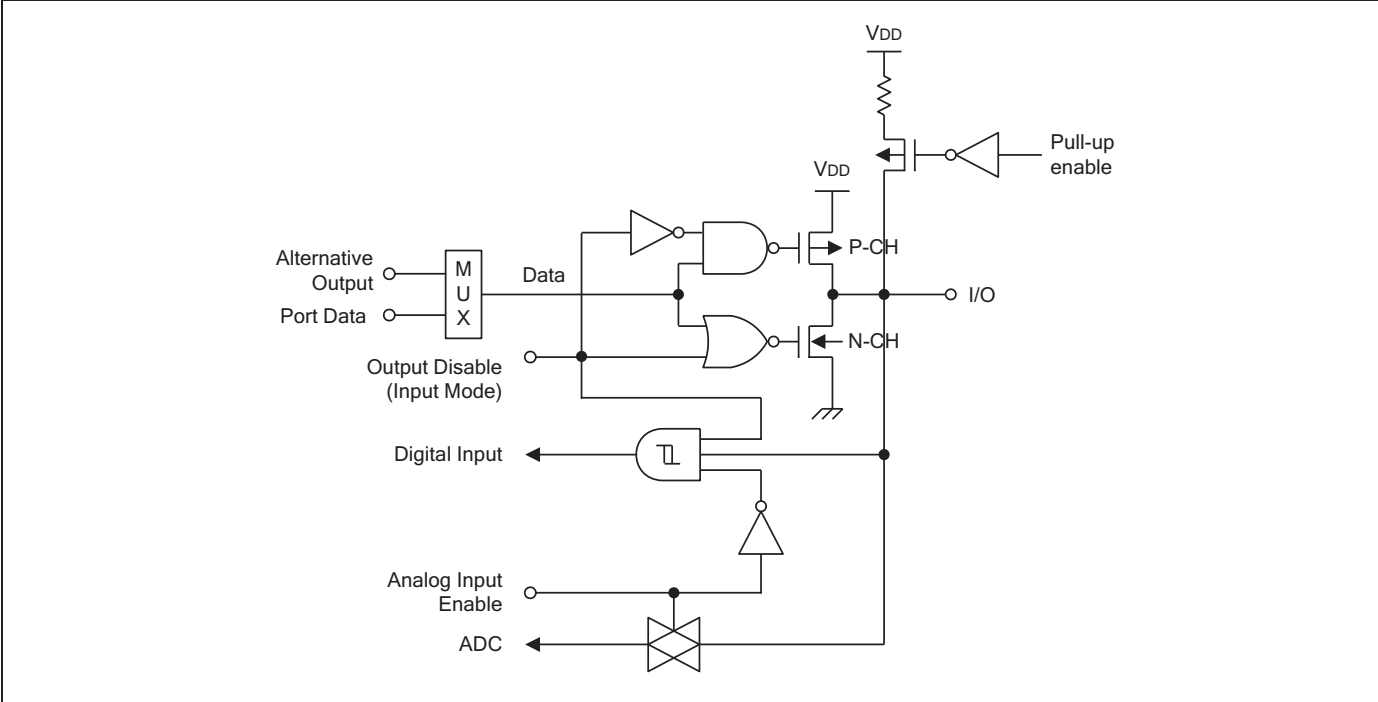 VDD
Pull-up
enable
VDD
P-CH
Alternative
Output
M
U
X
Data
Port Data
I/O
N-CH
Output Disable
(Input Mode)
Digital Input
Analog Input
Enable
ADC